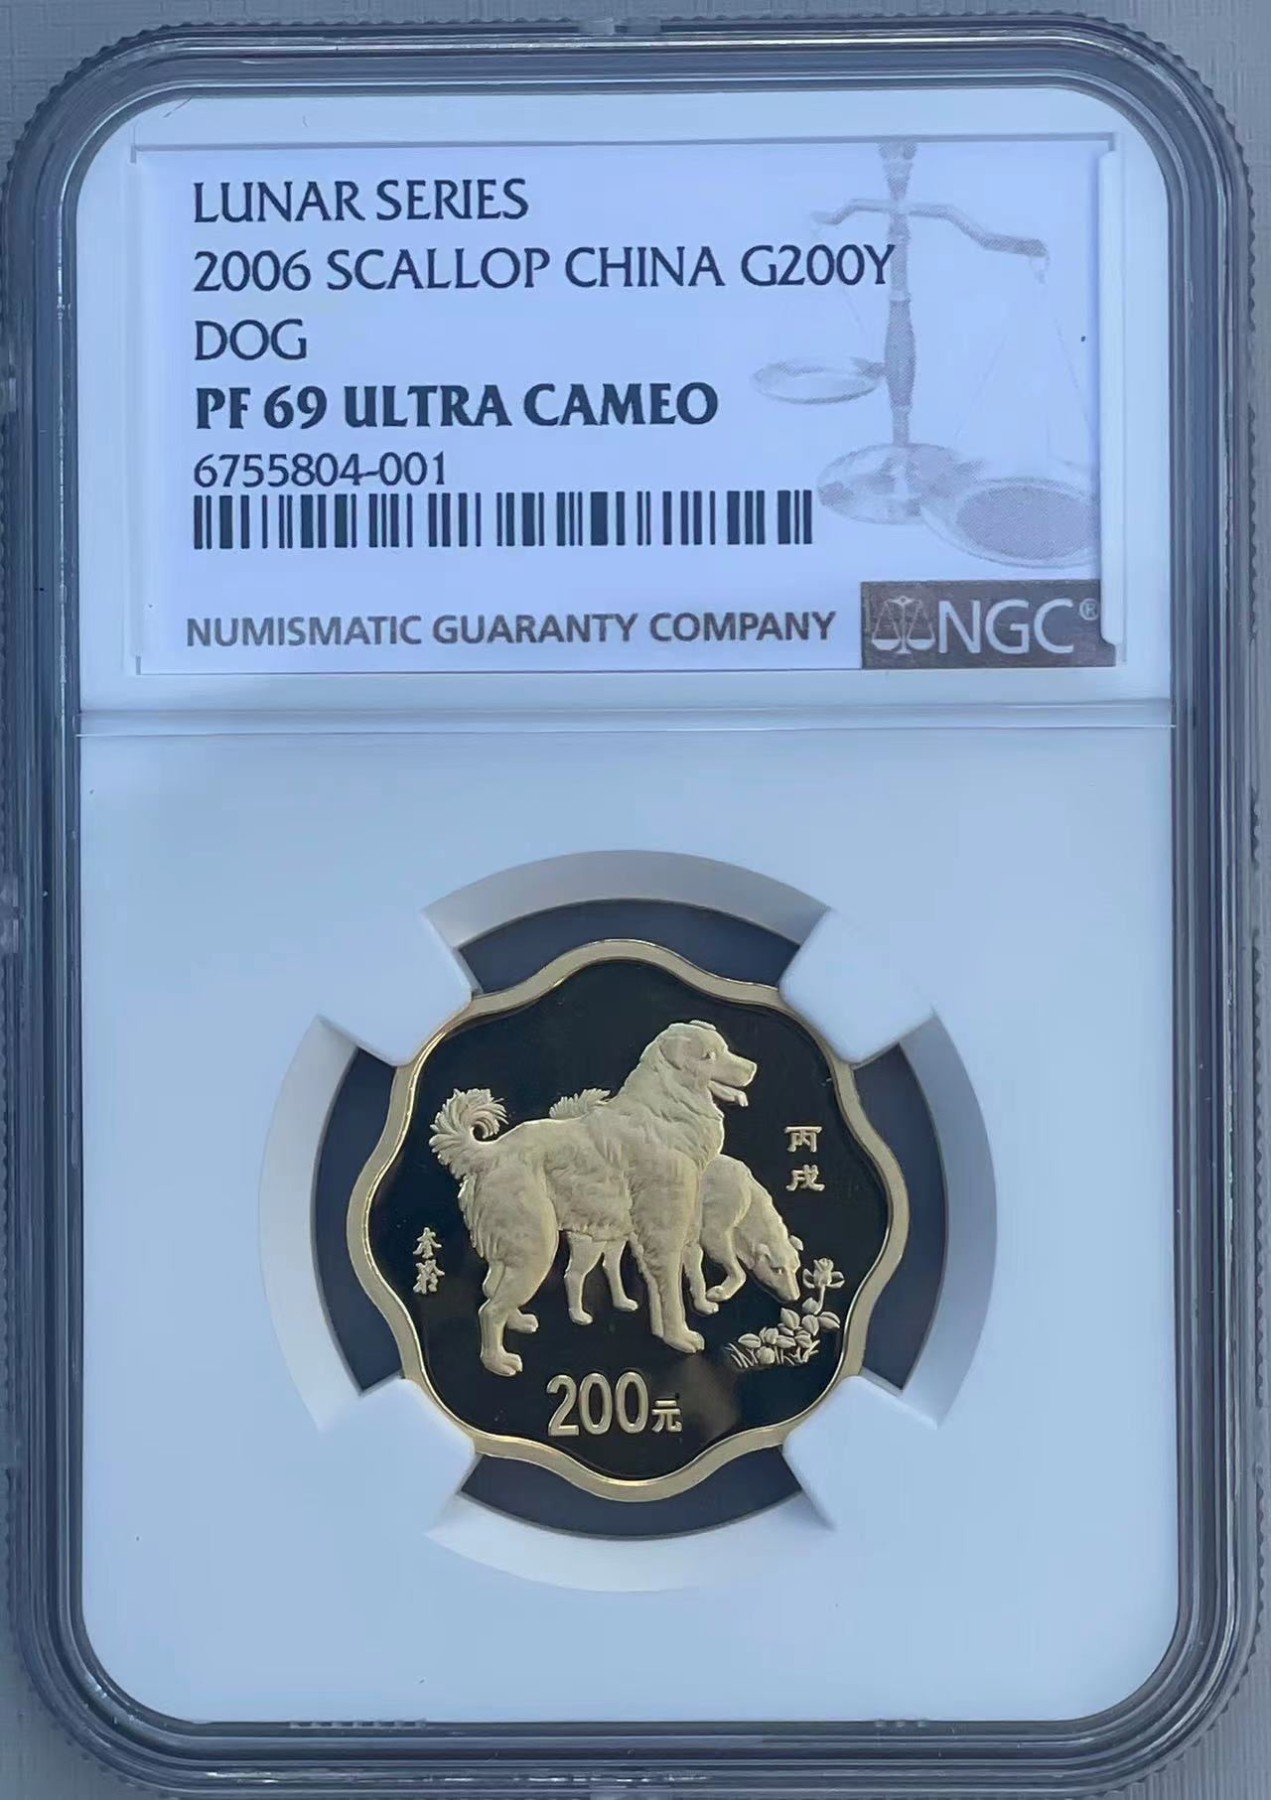 LUNAR SERIES
2006 SCALLOP CHINA G200Y
DOG
PF 69 ULTRA CAMEO
6755804-001
NUMISMATIC GUARANTY COMPANY
NGC®
丙
戌
200元